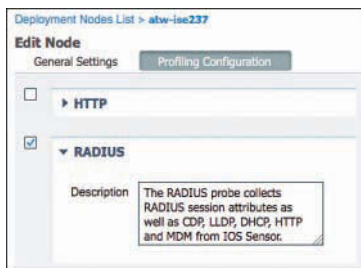 Deployment Nodes List > atw-ise237
Edit Node
General Settings Profiling Configuration
HTTP
RADIUS
Description The RADIUS probe collects
RADIUS session attributes as
well as CDP, LLDP, DHCP, HTTP
and MDM from IOS Sensor.